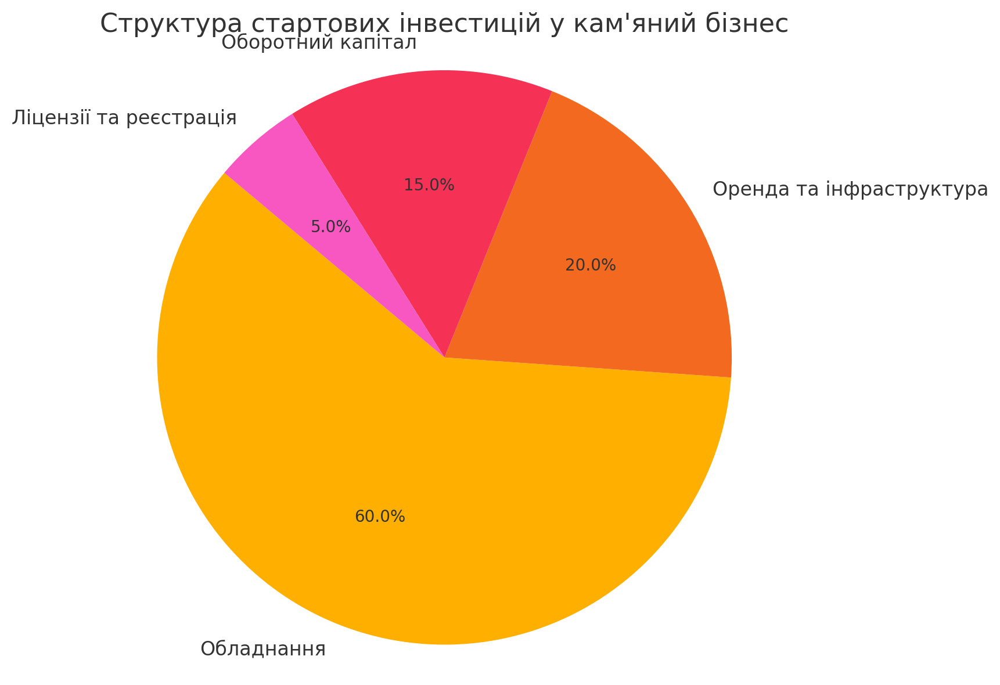 Структура стартових інвестицій у кам'яний бізнес
Оборотний капітал
Ліцензії та реєстрація
Оренда та інфраструктура
15.0%
5.0%
20.0%
60.0%
Обладнання